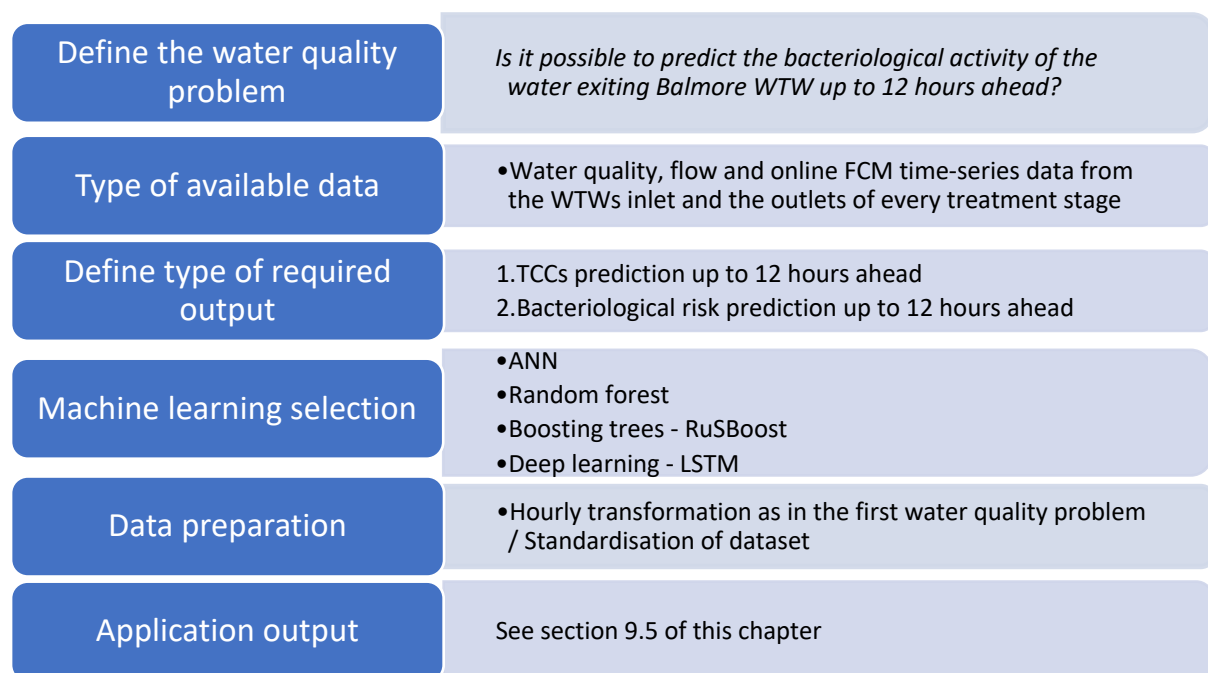 Define the water quality
problem
Is it possible to predict the bacteriological activity of the
water exiting Balmore WTW up to 12 hours ahead?
Type of available data
•Water quality, flow and online FCM time-series data from
the WTWs inlet and the outlets of every treatment stage
Define type of required
output
1.TCCs prediction up to 12 hours ahead
2.Bacteriological risk prediction up to 12 hours ahead
Machine learning selection
•ANN
•Random forest
•Boosting trees - RuSBoost
•Deep learning - LSTM
Data preparation
•Hourly transformation as in the first water quality problem
/ Standardisation of dataset
Application output
See section 9.5 of this chapter